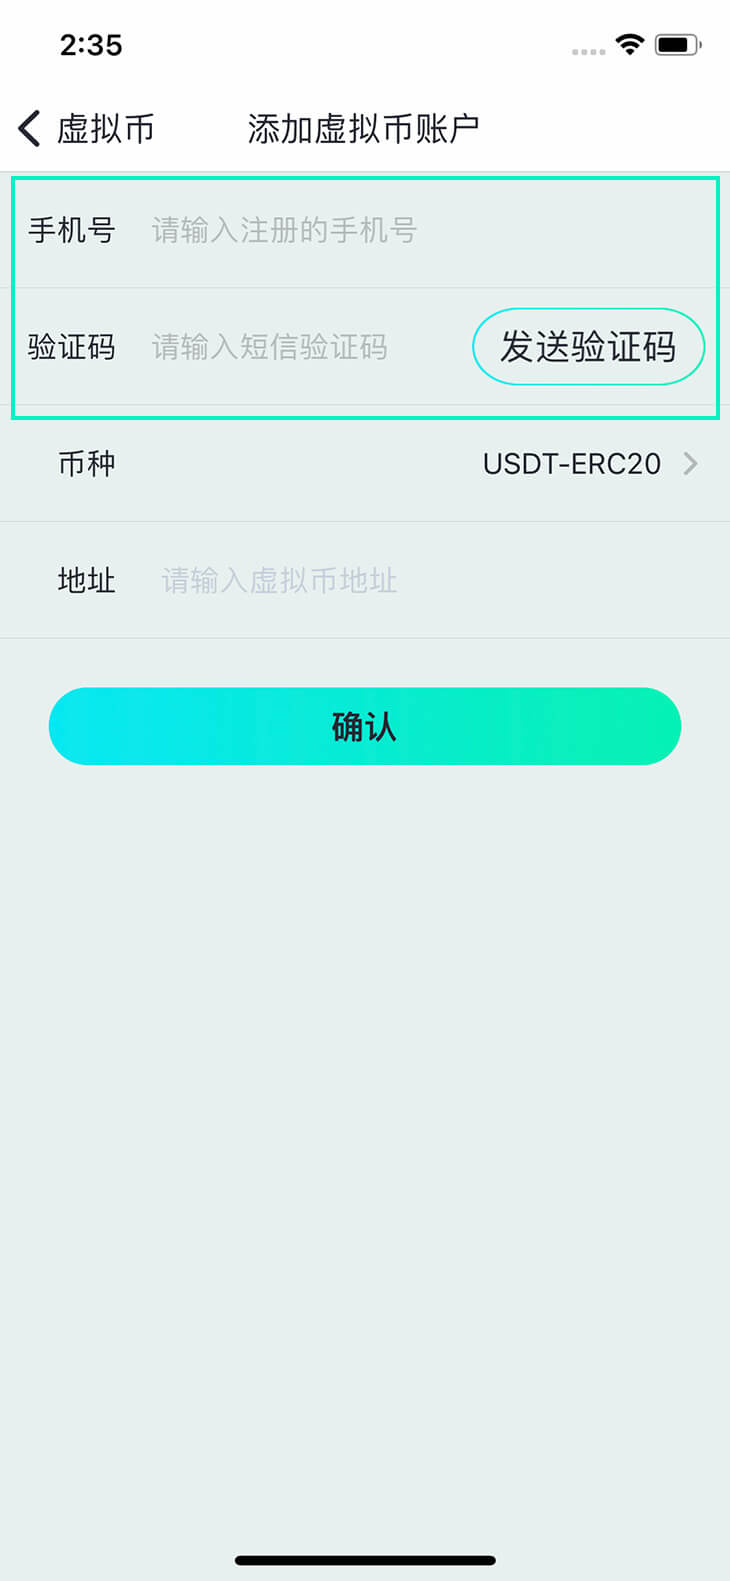 2:35
虚拟币 添加虚拟币账户
手机号 请输入注册的手机号
验证码 请输入短信验证码 发送验证码
币种 USDT-ERC20
地址 请输入虚拟币地址
确认